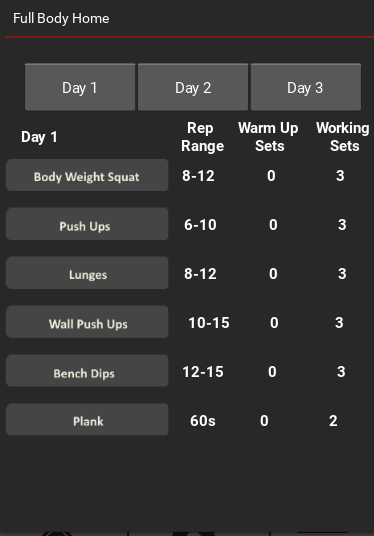 Full Body Home
Day 1 Day 2 Day 3
Day 1 Rep Range Warm Up Sets Working Sets
Body Weight Squat 8-12 0 3
Push Ups 6-10 0 3
Lunges 8-12 0 3
Wall Push Ups 10-15 0 3
Bench Dips 12-15 0 3
Plank 60s 0 2